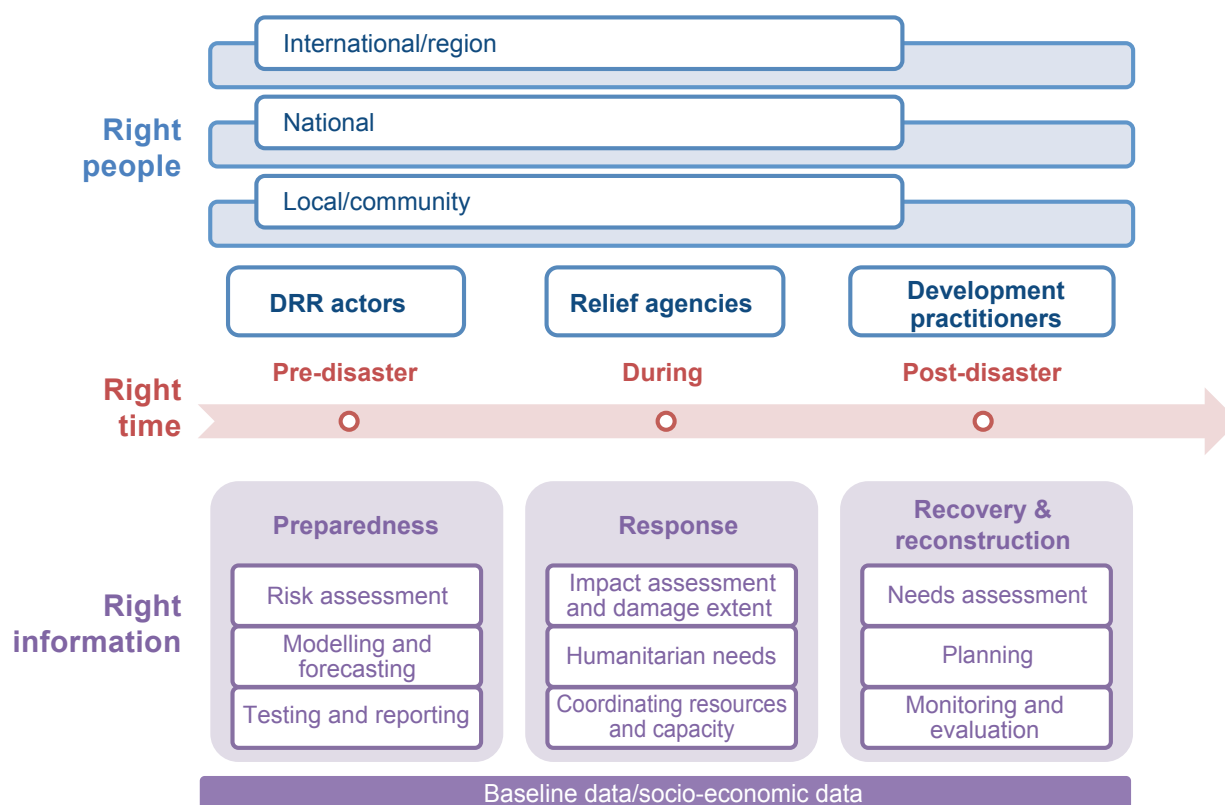 International/region
National
Local/community
Right
people
DRR actors
Relief agencies
Development
practitioners
Pre-disaster
During
Post-disaster
Right
time
Right
information
Preparedness
Risk assessment
Modelling and
forecasting
Testing and reporting
Response
Impact assessment
and damage extent
Humanitarian needs
Coordinating resources
and capacity
Recovery &
reconstruction
Needs assessment
Planning
Monitoring and
evaluation
Baseline data/socio-economic data